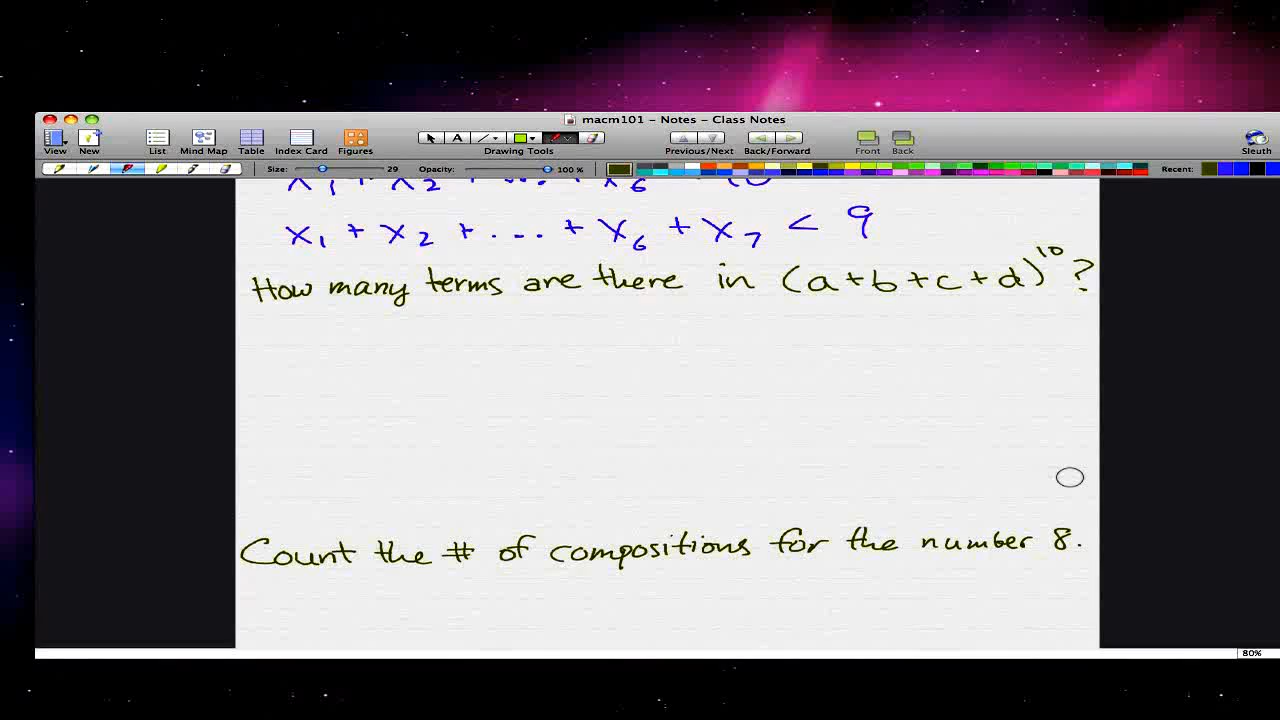 macm101 – Notes – Class Notes
View New List Mind Map Table Index Card Figures Drawing Tools Previous/Next Back/Forward Front Back Sleuth
A
Size: 29 Opacity: 100 % Recent:
x₁ + x₂ + ... + x₆ + x₇ < 9
How many terms are there in (a+b+c+d)¹⁰?
Count the # of compositions for the number 8.
80%